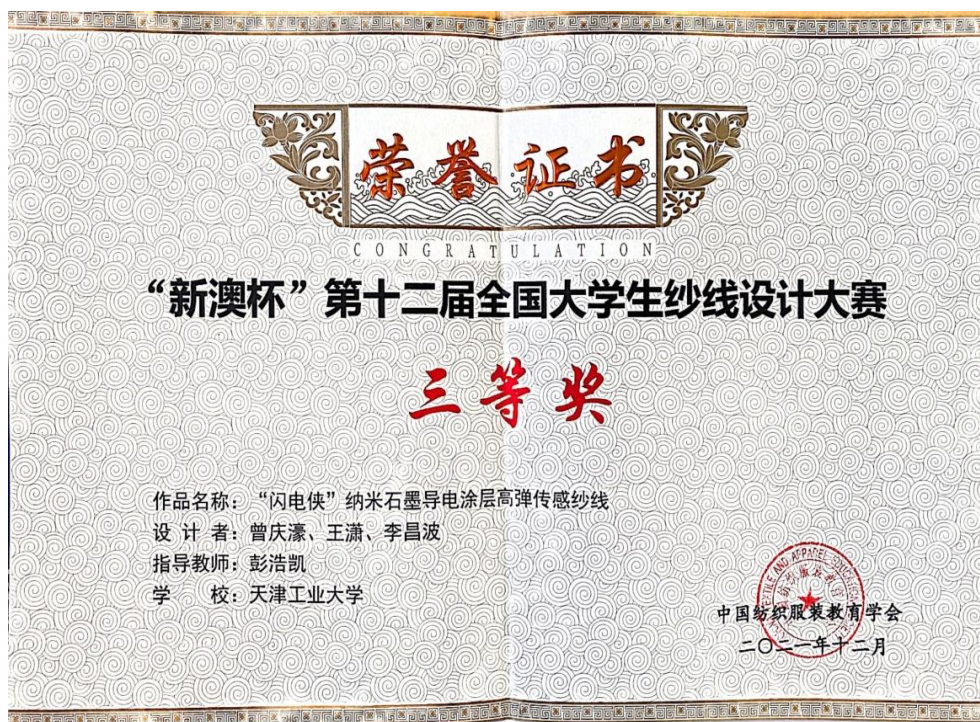 荣誉证书
CONGRATULATION
“新澳杯”第十二届全国大学生纱线设计大赛
三等奖
作品名称：“闪电侠”纳米石墨导电涂层高弹传感纱线
设 计 者：曾庆濠、王潇、李昌波
指导教师：彭浩凯
学 校：天津工业大学
中国纺织服装教育学会
二〇二一年十二月